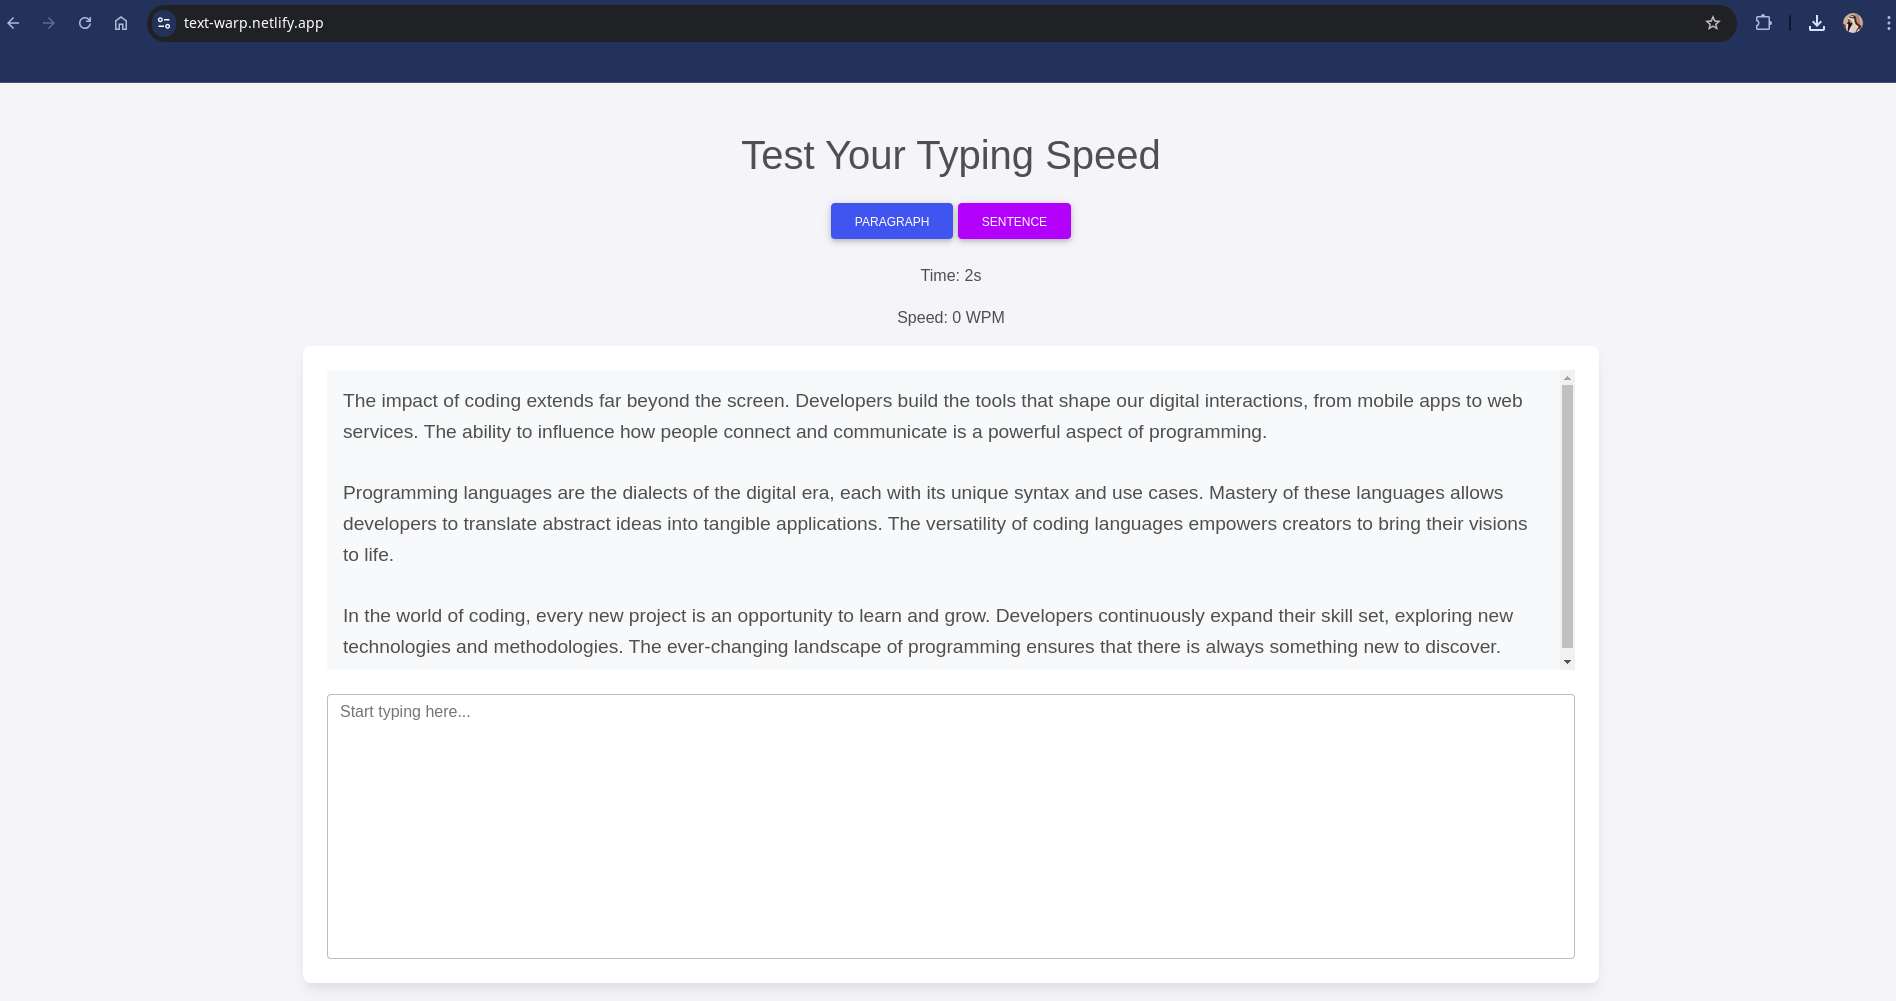 text-warp.netlify.app
Test Your Typing Speed
PARAGRAPH SENTENCE
Time: 2s
Speed: 0 WPM
The impact of coding extends far beyond the screen. Developers build the tools that shape our digital interactions, from mobile apps to web
services. The ability to influence how people connect and communicate is a powerful aspect of programming.
Programming languages are the dialects of the digital era, each with its unique syntax and use cases. Mastery of these languages allows
developers to translate abstract ideas into tangible applications. The versatility of coding languages empowers creators to bring their visions
to life.
In the world of coding, every new project is an opportunity to learn and grow. Developers continuously expand their skill set, exploring new
technologies and methodologies. The ever-changing landscape of programming ensures that there is always something new to discover.
Start typing here...